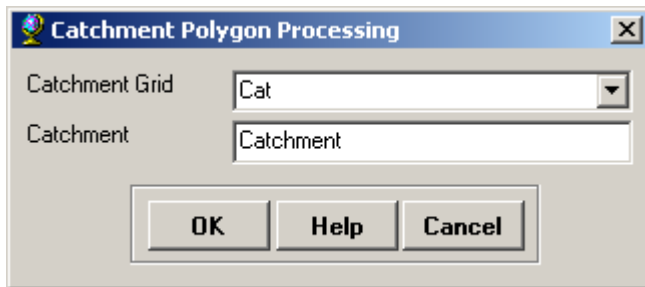 Catchment Polygon Processing
Catchment Grid Cat
Catchment Catchment
OK Help Cancel